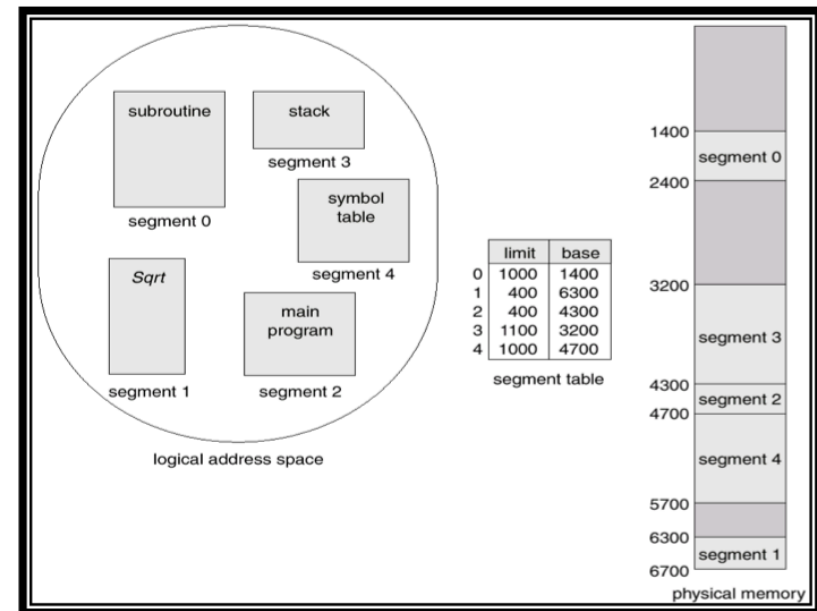 subroutine
segment 0
stack
segment 3
symbol
table
segment 4
Sqrt
segment 1
main
program
segment 2
logical address space
limit base
0 1000 1400
1 400 6300
2 400 4300
3 1100 3200
4 1000 4700
segment table
1400
segment 0
2400
3200
segment 3
4300
segment 2
4700
segment 4
5700
6300
segment 1
6700
physical memory